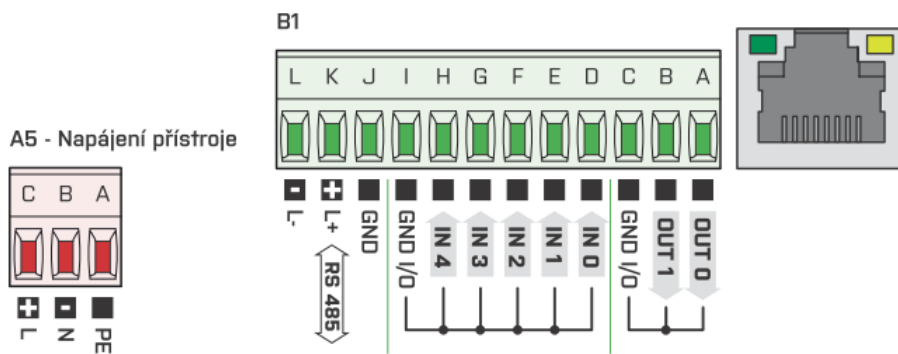 B1
L K J I H G F E D C B A
L- L+ GND GND I/O IN 4 IN 3 IN 2 IN 1 IN 0 GND I/O OUT 1 OUT 0
RS 485
A5 - Napájení přístroje
C B A
L N PE